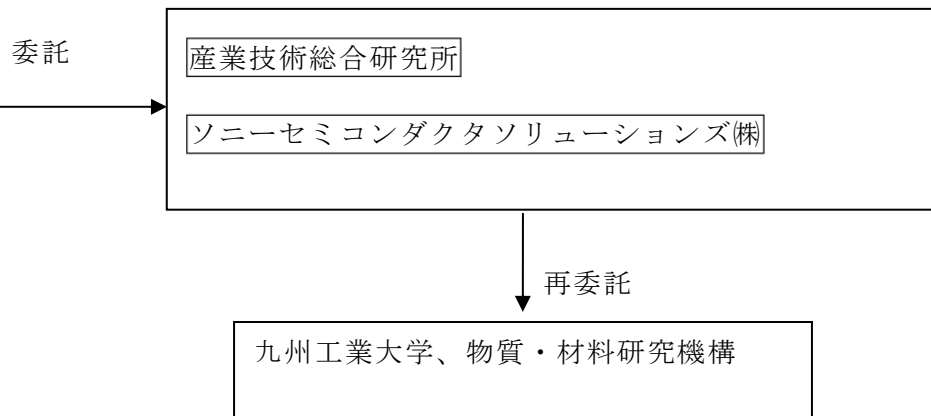 委託
産業技術総合研究所
ソニーセミコンダクタソリューションズ㈱
再委託
九州工業大学、物質・材料研究機構